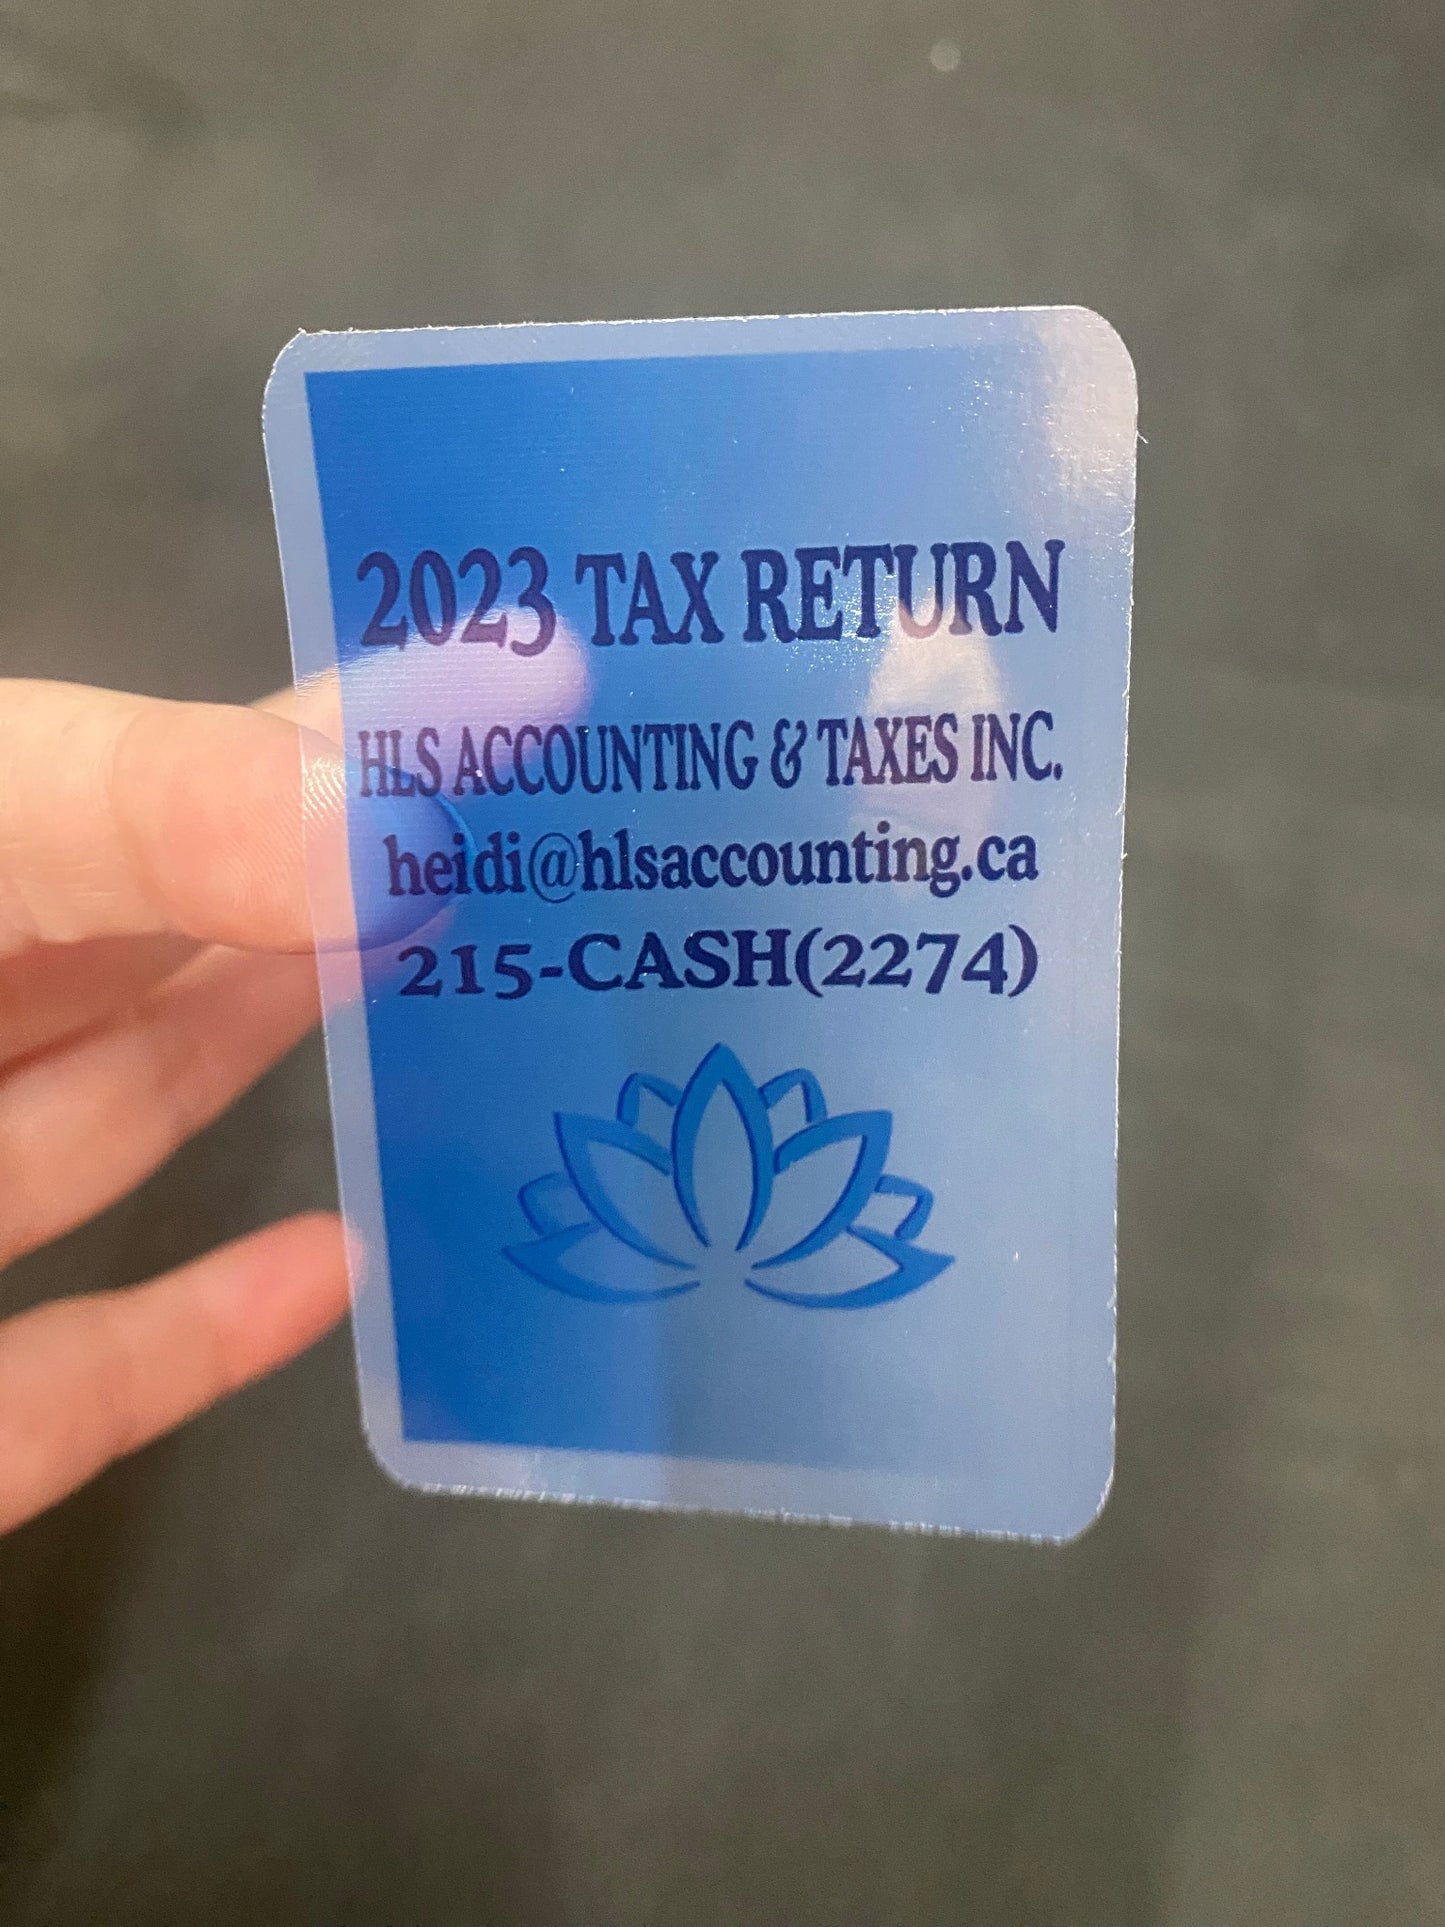 2023 TAX RETURN
HLS ACCOUNTING & TAXES INC.
heidi@hlsaccounting.ca
215-CASH(2274)